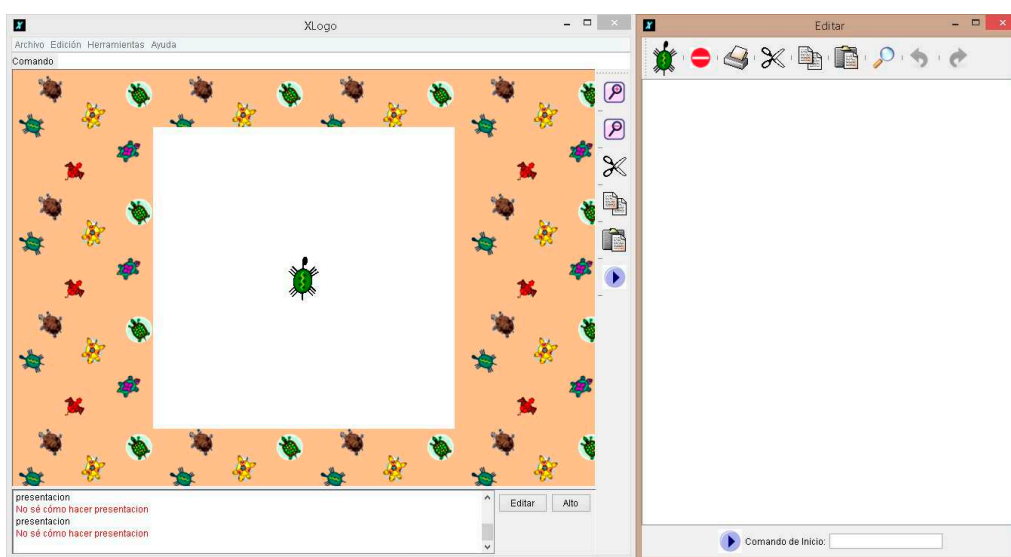 XLogo
Archivo Edición Herramientas Ayuda
Comando
presentacion
No sé cómo hacer presentacion
presentacion
No sé cómo hacer presentacion
Editar Alto
Editar
Comando de Inicio: